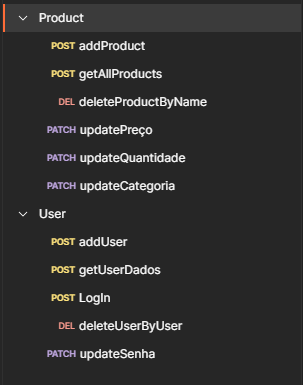 Product
POST addProduct
POST getAllProducts
DEL deleteProductByName
PATCH updatePreço
PATCH updateQuantidade
PATCH updateCategoria
User
POST addUser
POST getUserDados
POST LogIn
DEL deleteUserByUser
PATCH updateSenha